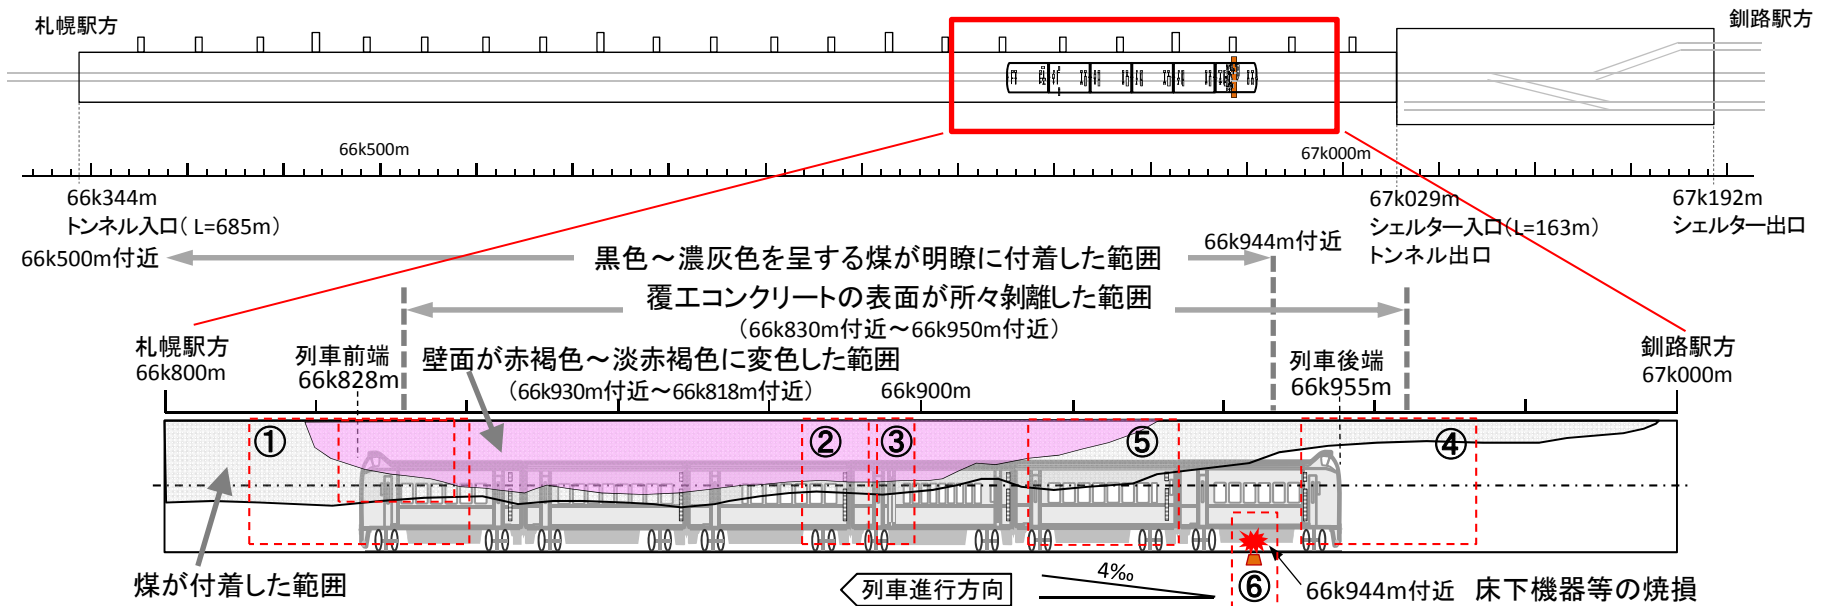 札幌駅方
釧路駅方
66k500m
67k000m
66k344m
トンネル入口( L=685m)
67k029m
シェルター入口(L=163m)
トンネル出口
67k192m
シェルター出口
66k500m付近
黒色～濃灰色を呈する煤が明瞭に付着した範囲
66k944m付近
覆工コンクリートの表面が所々剝離した範囲
(66k830m付近～66k950m付近)
札幌駅方
66k800m
列車前端
66k828m
壁面が赤褐色～淡赤褐色に変色した範囲
(66k930m付近～66k818m付近)
66k900m
列車後端
66k955m
釧路駅方
67k000m
①
②
③
⑤
④
煤が付着した範囲
列車進行方向
4‰
⑥
66k944m付近 床下機器等の焼損